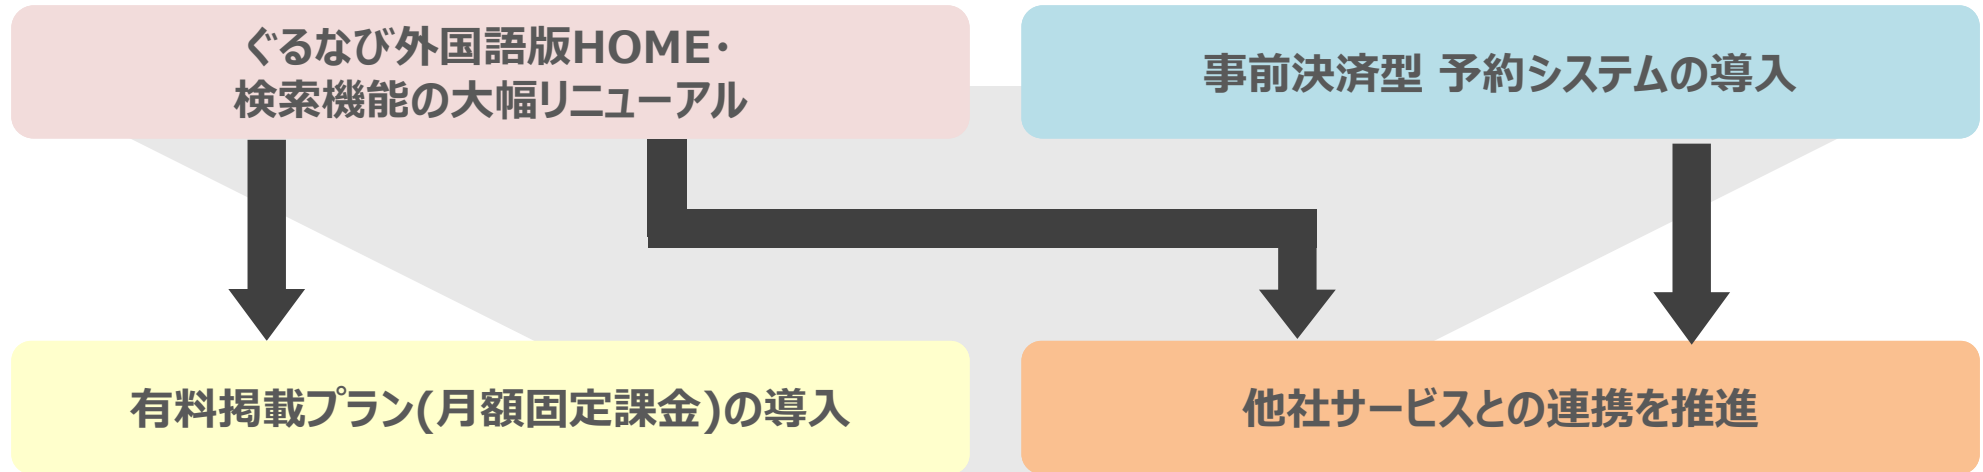 ぐるなび外国語版HOME・
検索機能の大幅リニューアル
事前決済型 予約システムの導入
有料掲載プラン(月額固定課金)の導入
他社サービスとの連携を推進